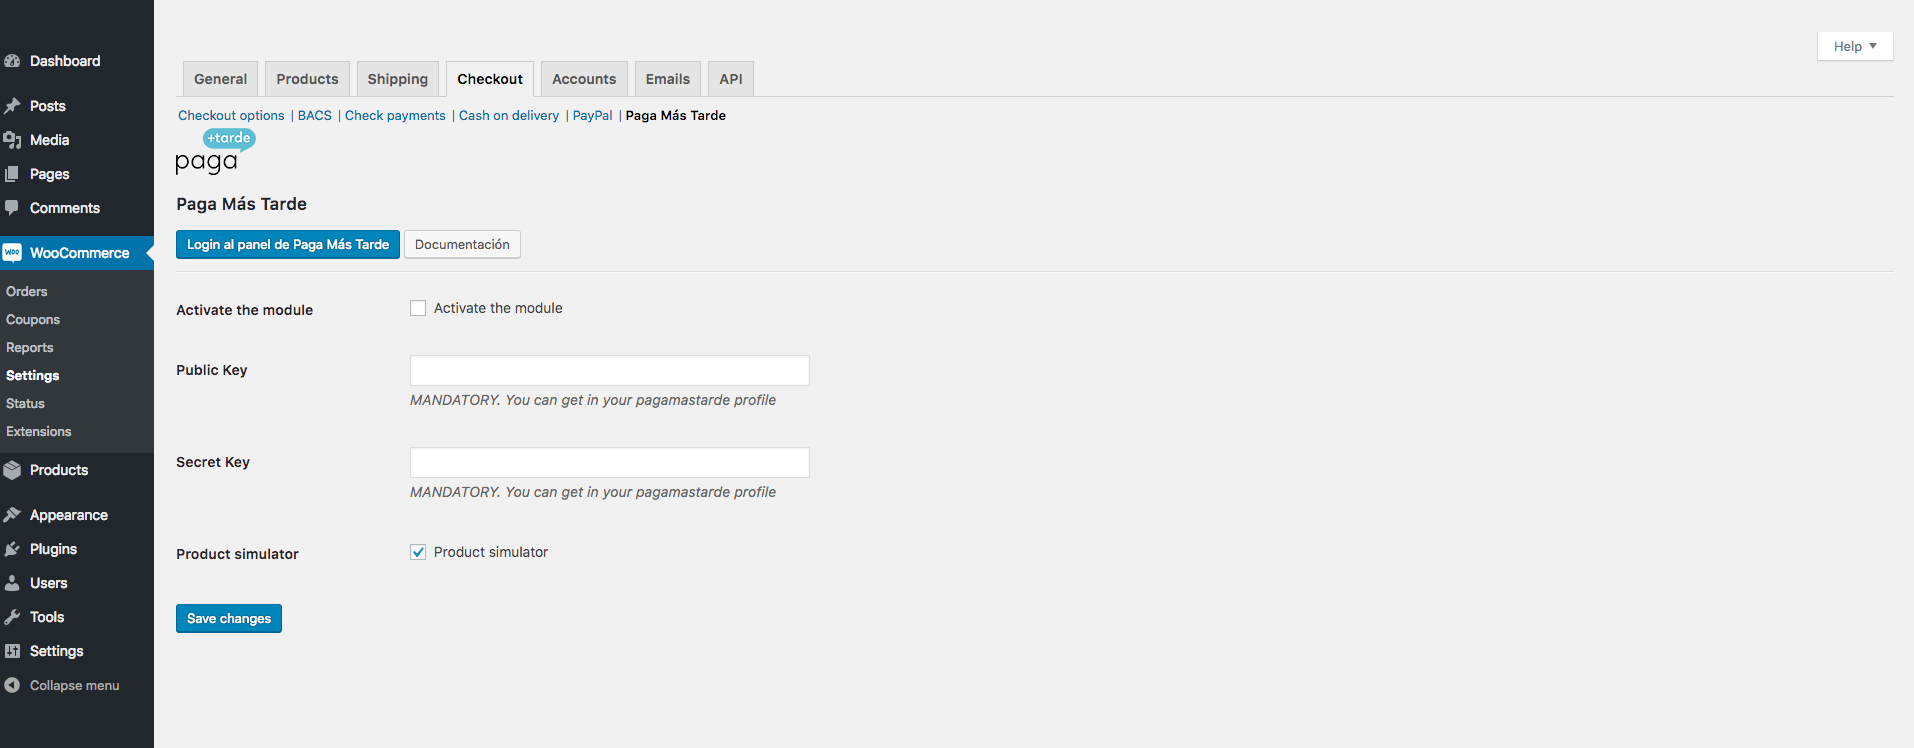 Dashboard
Posts
Media
Pages
Comments
woo WooCommerce
Orders
Coupons
Reports
Settings
Status
Extensions
Products
Appearance
Plugins
Users
Tools
Settings
Collapse menu
Help
General Products Shipping Checkout Accounts Emails API
Checkout options | BACS | Check payments | Cash on delivery | PayPal | Paga Más Tarde
+tarde
paga
Paga Más Tarde
Login al panel de Paga Más Tarde Documentación
Activate the module Activate the module
Public Key
MANDATORY. You can get in your pagamastarde profile
Secret Key
MANDATORY. You can get in your pagamastarde profile
Product simulator Product simulator
Save changes